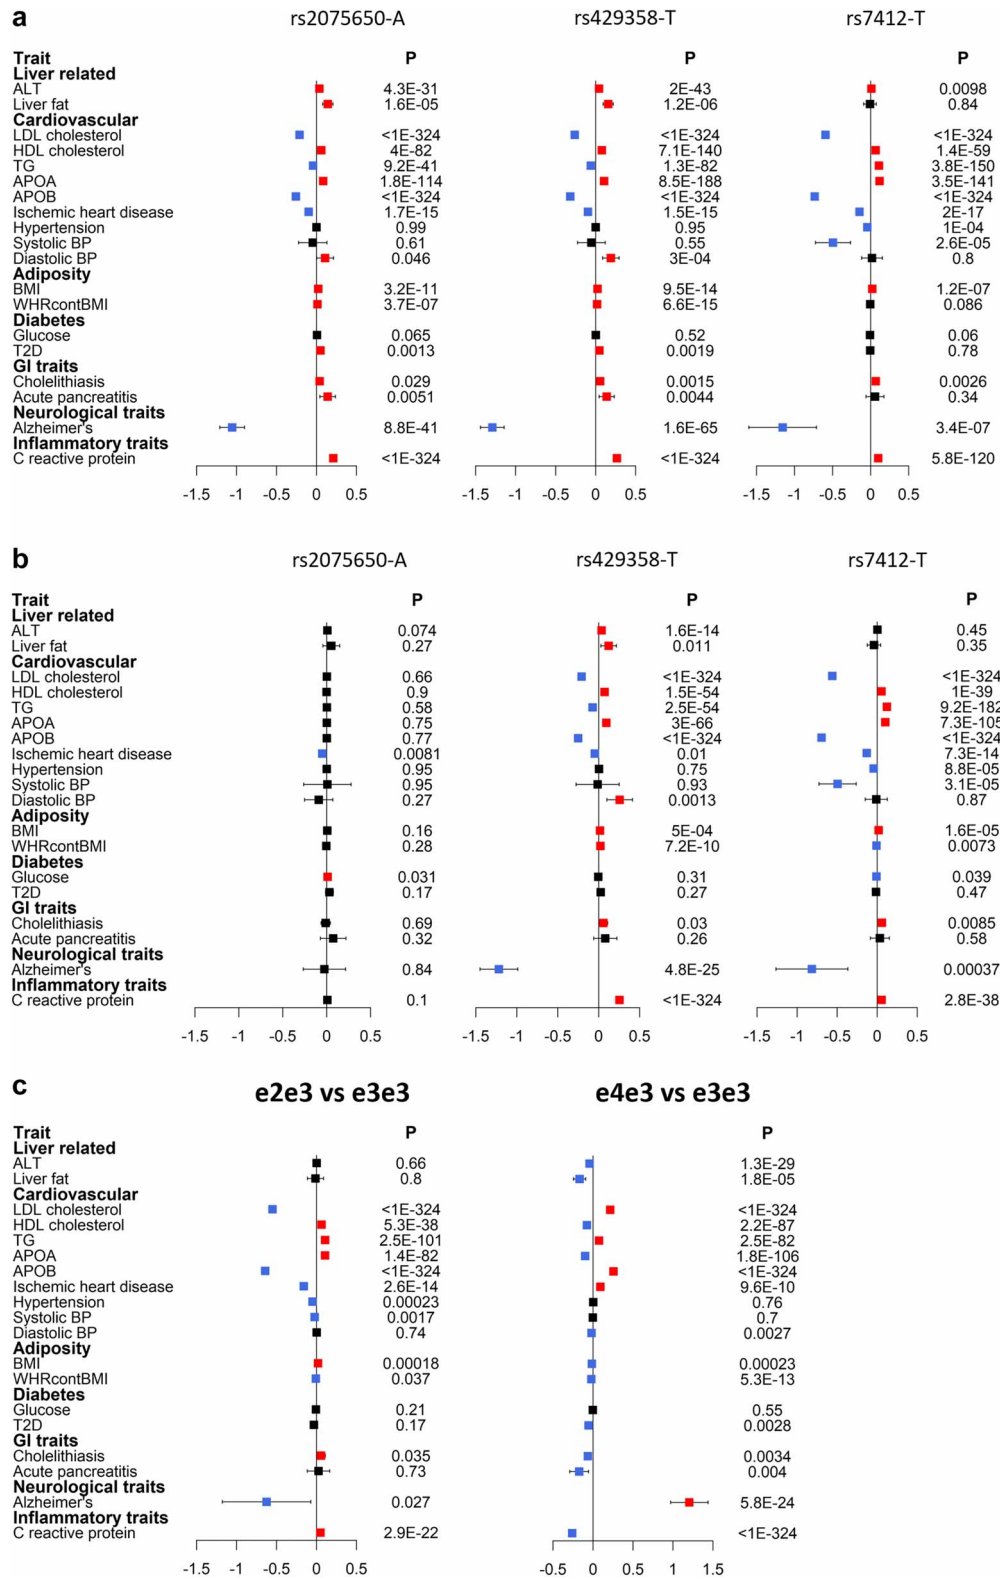 a
rs2075650-A rs429358-T rs7412-T
Trait P P P
Liver related
ALT 4.3E-31 2E-43 0.0098
Liver fat 1.6E-05 1.2E-06 0.84
Cardiovascular
LDL cholesterol <1E-324 <1E-324 <1E-324
HDL cholesterol 4E-82 7.1E-140 1.4E-59
TG 9.2E-41 1.3E-82 3.8E-150
APOA 1.8E-114 8.5E-188 3.5E-141
APOB <1E-324 <1E-324 <1E-324
Ischemic heart disease 1.7E-15 1.5E-15 2E-17
Hypertension 0.99 0.95 1E-04
Systolic BP 0.61 0.55 2.6E-05
Diastolic BP 0.046 3E-04 0.8
Adiposity
BMI 3.2E-11 9.5E-14 1.2E-07
WHRcontBMI 3.7E-07 6.6E-15 0.086
Diabetes
Glucose 0.065 0.52 0.06
T2D 0.0013 0.0019 0.78
GI traits
Cholelithiasis 0.029 0.0015 0.0026
Acute pancreatitis 0.0051 0.0044 0.34
Neurological traits
Alzheimer's 8.8E-41 1.6E-65 3.4E-07
Inflammatory traits
C reactive protein <1E-324 <1E-324 5.8E-120
-1.5 -1 -0.5 0 0.5 -1.5 -1 -0.5 0 0.5 -1.5 -1 -0.5 0 0.5
b
rs2075650-A rs429358-T rs7412-T
Trait P P P
Liver related
ALT 0.074 1.6E-14 0.45
Liver fat 0.27 0.011 0.35
Cardiovascular
LDL cholesterol 0.66 <1E-324 <1E-324
HDL cholesterol 0.9 1.5E-54 1E-39
TG 0.58 2.5E-54 9.2E-182
APOA 0.75 3E-66 7.3E-105
APOB 0.77 <1E-324 <1E-324
Ischemic heart disease 0.0081 0.01 7.3E-14
Hypertension 0.95 0.75 8.8E-05
Systolic BP 0.95 0.93 3.1E-05
Diastolic BP 0.27 0.0013 0.87
Adiposity
BMI 0.16 5E-04 1.6E-05
WHRcontBMI 0.28 7.2E-10 0.0073
Diabetes
Glucose 0.031 0.31 0.039
T2D 0.17 0.27 0.47
GI traits
Cholelithiasis 0.69 0.03 0.0085
Acute pancreatitis 0.32 0.26 0.58
Neurological traits
Alzheimer's 0.84 4.8E-25 0.00037
Inflammatory traits
C reactive protein 0.1 <1E-324 2.8E-38
-1.5 -1 -0.5 0 0.5 -1.5 -1 -0.5 0 0.5 -1.5 -1 -0.5 0 0.5
c
e2e3 vs e3e3 e4e3 vs e3e3
Trait P P
Liver related
ALT 0.66 1.3E-29
Liver fat 0.8 1.8E-05
Cardiovascular
LDL cholesterol <1E-324 <1E-324
HDL cholesterol 5.3E-38 2.2E-87
TG 2.5E-101 2.5E-82
APOA 1.4E-82 1.8E-106
APOB <1E-324 <1E-324
Ischemic heart disease 2.6E-14 9.6E-10
Hypertension 0.00023 0.76
Systolic BP 0.0017 0.7
Diastolic BP 0.74 0.0027
Adiposity
BMI 0.00018 0.00023
WHRcontBMI 0.037 5.3E-13
Diabetes
Glucose 0.21 0.55
T2D 0.17 0.0028
GI traits
Cholelithiasis 0.035 0.0034
Acute pancreatitis 0.73 0.004
Neurological traits
Alzheimer's 0.027 5.8E-24
Inflammatory traits
C reactive protein 2.9E-22 <1E-324
-1.5 -1 -0.5 0 0.5 -0.5 0 0.5 1 1.5